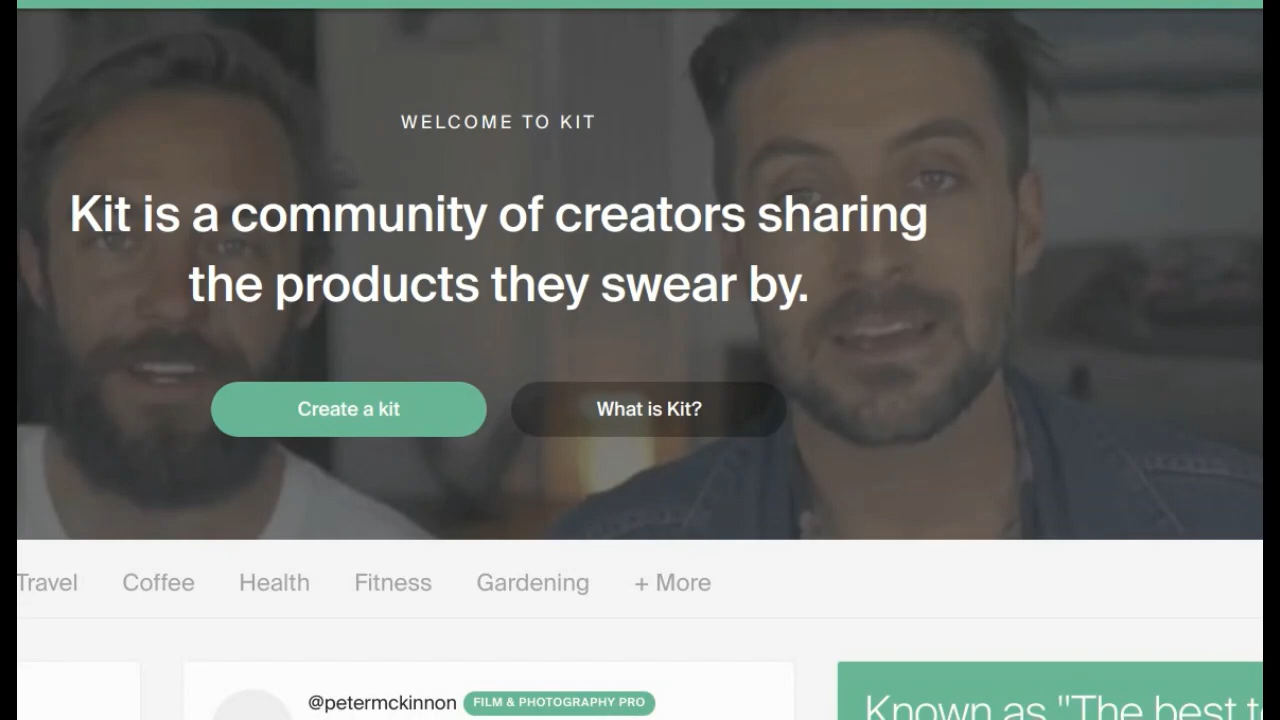 WELCOME TO KIT
Kit is a community of creators sharing
the products they swear by.
Create a kit
What is Kit?
Travel Coffee Health Fitness Gardening + More
@petermckinnon FILM & PHOTOGRAPHY PRO
Known as "The best